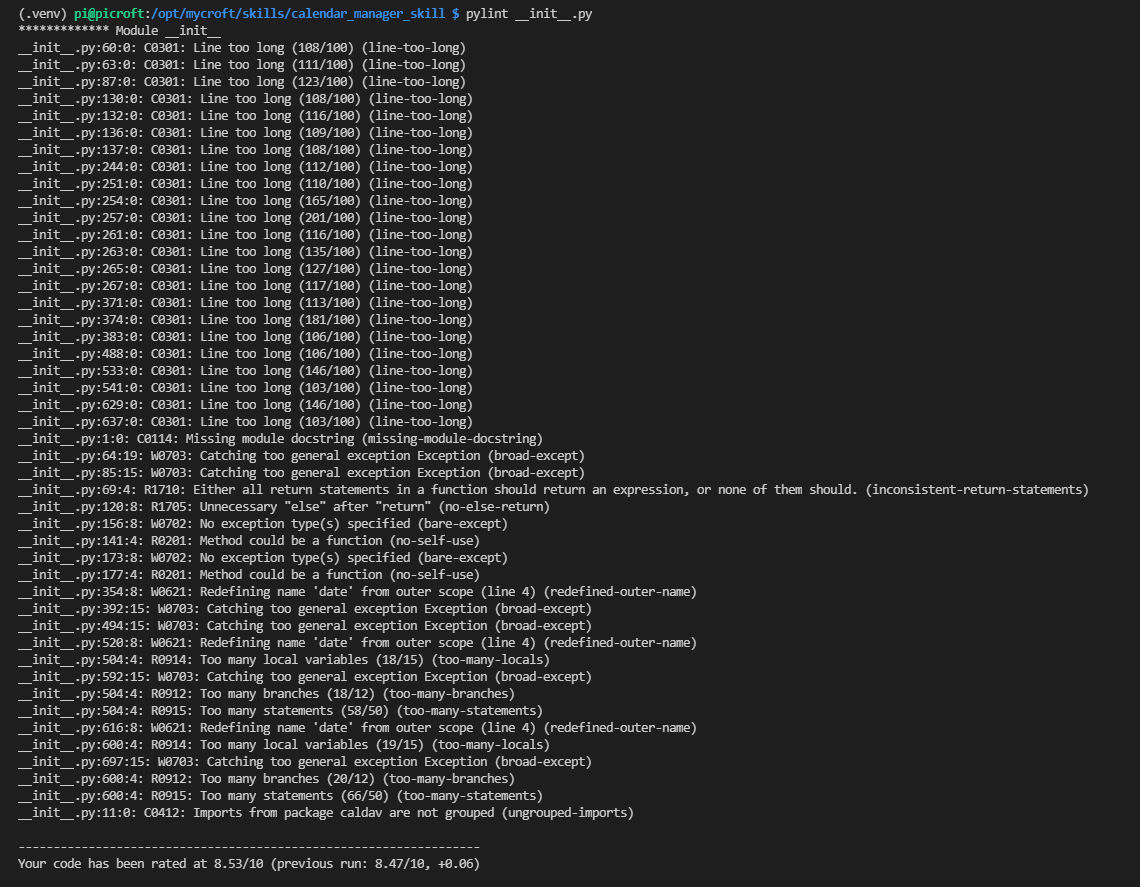 (.venv) pi@picroft:/opt/mycroft/skills/calendar_manager_skill $ pylint __init__.py
************* Module __init__
__init__.py:60:0: C0301: Line too long (108/100) (line-too-long)
__init__.py:63:0: C0301: Line too long (111/100) (line-too-long)
__init__.py:87:0: C0301: Line too long (123/100) (line-too-long)
__init__.py:130:0: C0301: Line too long (108/100) (line-too-long)
__init__.py:132:0: C0301: Line too long (116/100) (line-too-long)
__init__.py:136:0: C0301: Line too long (109/100) (line-too-long)
__init__.py:137:0: C0301: Line too long (108/100) (line-too-long)
__init__.py:244:0: C0301: Line too long (112/100) (line-too-long)
__init__.py:251:0: C0301: Line too long (110/100) (line-too-long)
__init__.py:254:0: C0301: Line too long (165/100) (line-too-long)
__init__.py:257:0: C0301: Line too long (201/100) (line-too-long)
__init__.py:261:0: C0301: Line too long (116/100) (line-too-long)
__init__.py:263:0: C0301: Line too long (135/100) (line-too-long)
__init__.py:265:0: C0301: Line too long (127/100) (line-too-long)
__init__.py:267:0: C0301: Line too long (117/100) (line-too-long)
__init__.py:371:0: C0301: Line too long (113/100) (line-too-long)
__init__.py:374:0: C0301: Line too long (181/100) (line-too-long)
__init__.py:383:0: C0301: Line too long (106/100) (line-too-long)
__init__.py:488:0: C0301: Line too long (106/100) (line-too-long)
__init__.py:533:0: C0301: Line too long (146/100) (line-too-long)
__init__.py:541:0: C0301: Line too long (103/100) (line-too-long)
__init__.py:629:0: C0301: Line too long (146/100) (line-too-long)
__init__.py:637:0: C0301: Line too long (103/100) (line-too-long)
__init__.py:1:0: C0114: Missing module docstring (missing-module-docstring)
__init__.py:64:19: W0703: Catching too general exception Exception (broad-except)
__init__.py:85:15: W0703: Catching too general exception Exception (broad-except)
__init__.py:69:4: R1710: Either all return statements in a function should return an expression, or none of them should. (inconsistent-return-statements)
__init__.py:120:8: R1705: Unnecessary "else" after "return" (no-else-return)
__init__.py:156:8: W0702: No exception type(s) specified (bare-except)
__init__.py:141:4: R0201: Method could be a function (no-self-use)
__init__.py:173:8: W0702: No exception type(s) specified (bare-except)
__init__.py:177:4: R0201: Method could be a function (no-self-use)
__init__.py:354:8: W0621: Redefining name 'date' from outer scope (line 4) (redefined-outer-name)
__init__.py:392:15: W0703: Catching too general exception Exception (broad-except)
__init__.py:494:15: W0703: Catching too general exception Exception (broad-except)
__init__.py:520:8: W0621: Redefining name 'date' from outer scope (line 4) (redefined-outer-name)
__init__.py:504:4: R0914: Too many local variables (18/15) (too-many-locals)
__init__.py:592:15: W0703: Catching too general exception Exception (broad-except)
__init__.py:504:4: R0912: Too many branches (18/12) (too-many-branches)
__init__.py:504:4: R0915: Too many statements (58/50) (too-many-statements)
__init__.py:616:8: W0621: Redefining name 'date' from outer scope (line 4) (redefined-outer-name)
__init__.py:600:4: R0914: Too many local variables (19/15) (too-many-locals)
__init__.py:697:15: W0703: Catching too general exception Exception (broad-except)
__init__.py:600:4: R0912: Too many branches (20/12) (too-many-branches)
__init__.py:600:4: R0915: Too many statements (66/50) (too-many-statements)
__init__.py:11:0: C0412: Imports from package caldav are not grouped (ungrouped-imports)
------------------------------------------------------------------
Your code has been rated at 8.53/10 (previous run: 8.47/10, +0.06)